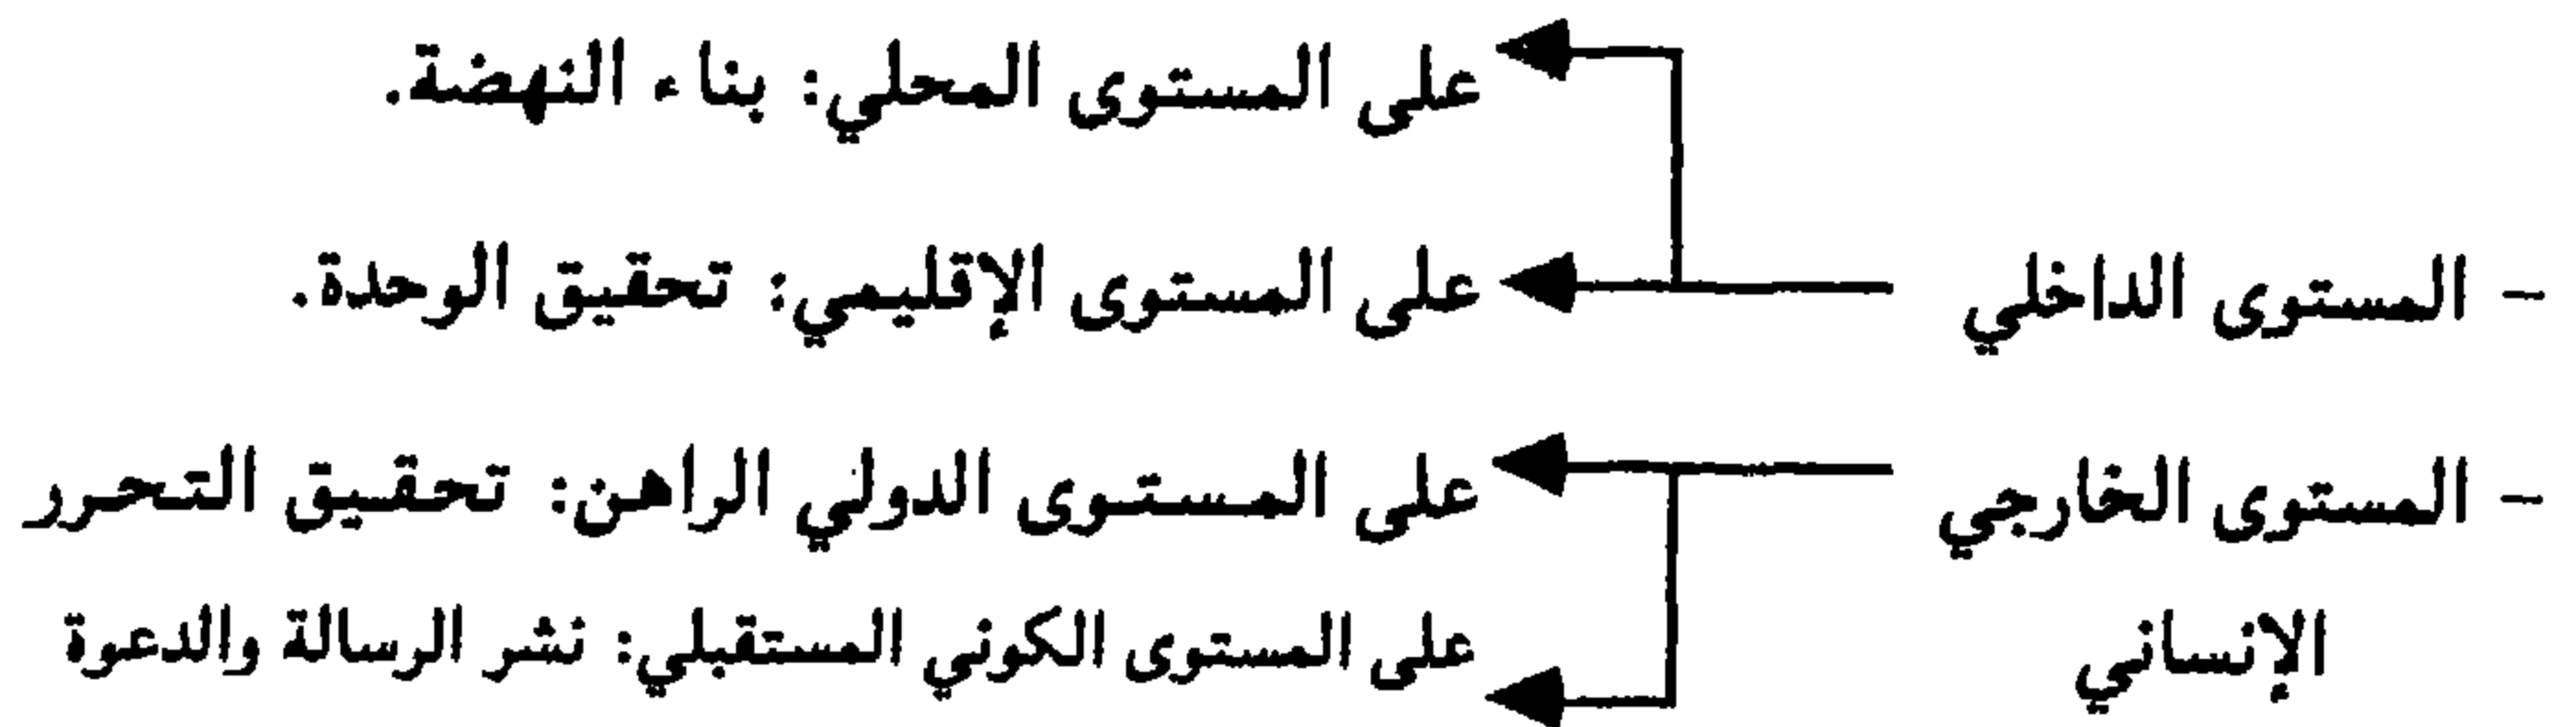 على المستوى المحلي: بناء النهضة.
- المستوى الداخلي
على المستوى الإقليمي: تحقيق الوحدة.
- المستوى الخارجي
على المستوى الدولي الراهن: تحقيق التحرر
الإنساني
على المستوى الكوني المستقبلي: نشر الرسالة والدعوة